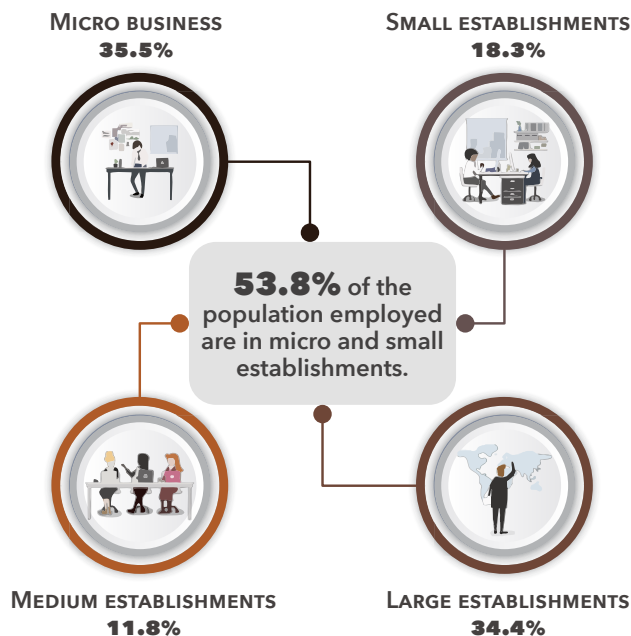 MICRO BUSINESS
35.5%
SMALL ESTABLISHMENTS
18.3%
53.8% of the
population employed
are in micro and small
establishments.
MEDIUM ESTABLISHMENTS
11.8%
LARGE ESTABLISHMENTS
34.4%